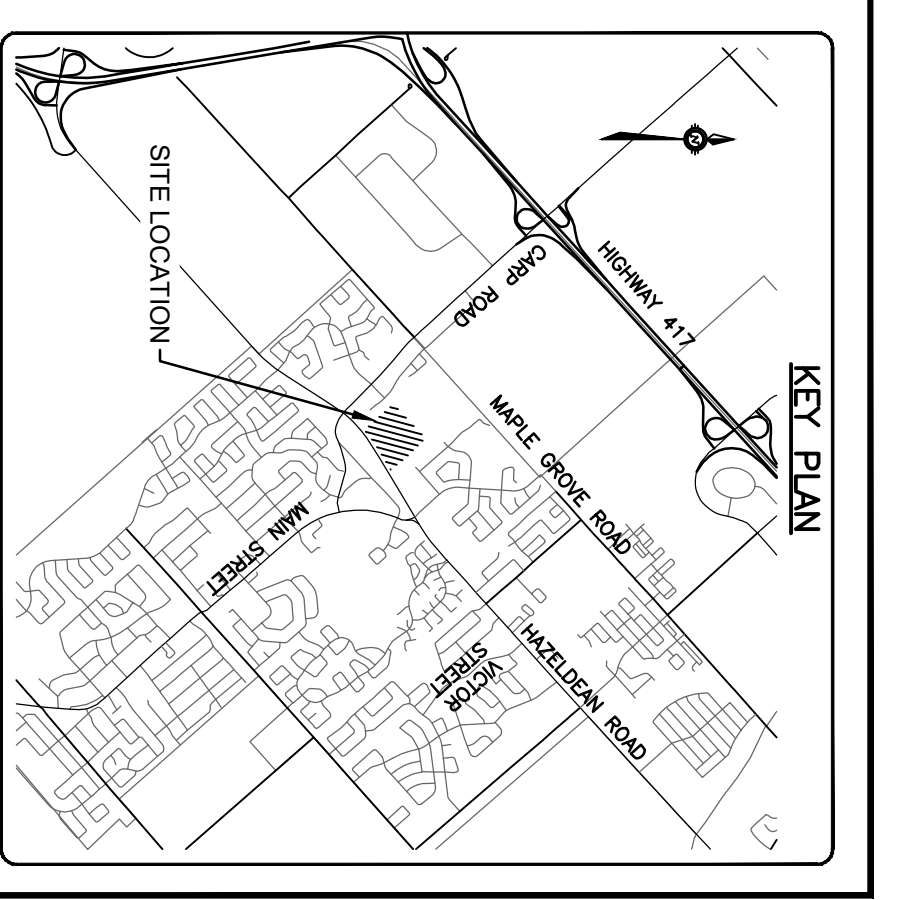 KEY PLAN
N
HIGHWAY 417
CARP ROAD
MAPLE GROVE ROAD
SITE LOCATION
MAIN STREET
HAZELDEAN ROAD
VICTOR
STREET